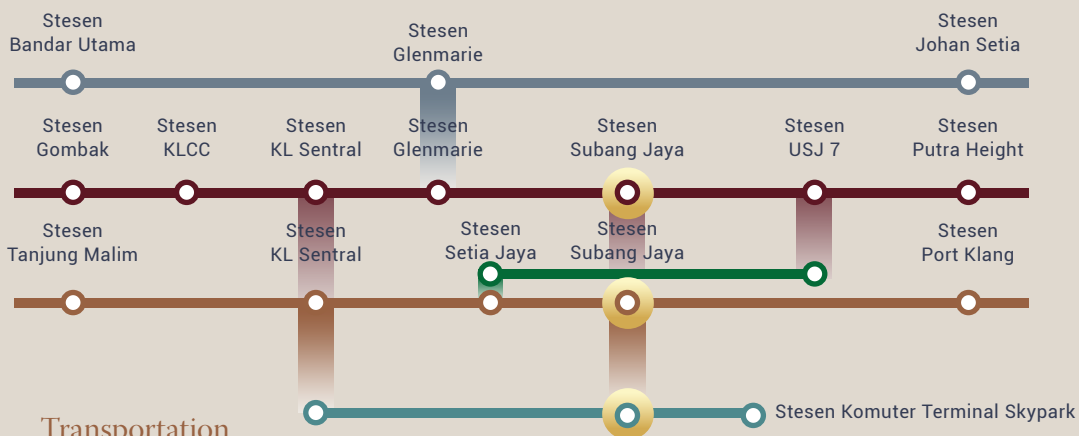 Stesen
Bandar Utama
Stesen
Glenmarie
Stesen
Johan Setia
Stesen
Gombak
Stesen
KLCC
Stesen
KL Sentral
Stesen
Glenmarie
Stesen
Subang Jaya
Stesen
USJ 7
Stesen
Putra Height
Stesen
Tanjung Malim
Stesen
KL Sentral
Stesen
Setia Jaya
Stesen
Subang Jaya
Stesen
Port Klang
Stesen Komuter Terminal Skypark
Transportation